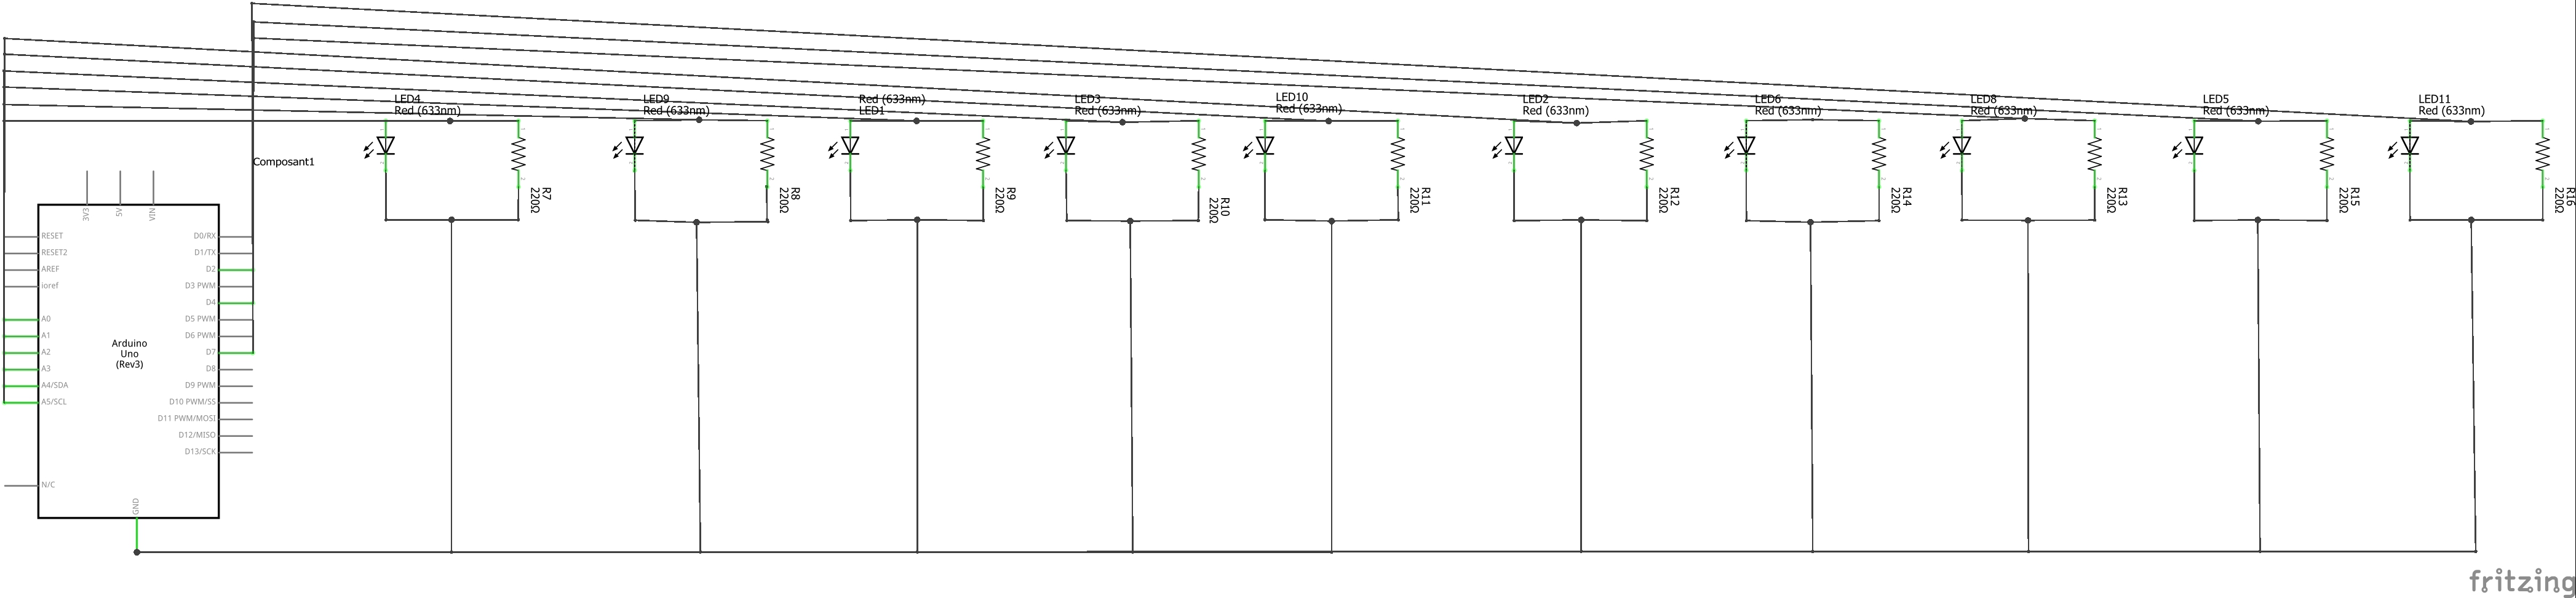 LED4
Red (633nm)
LED9
Red (633nm)
Red (633nm)
LED1
LED3
Red (633nm)
LED10
Red (633nm)
LED2
Red (633nm)
LED6
Red (633nm)
LED8
Red (633nm)
LED5
Red (633nm)
LED11
Red (633nm)
R7
220Ω
R8
220Ω
R9
220Ω
R10
220Ω
R11
220Ω
R12
220Ω
R14
220Ω
R13
220Ω
R15
220Ω
R16
220Ω
Composant1
3V3
5V
VIN
RESET
RESET2
AREF
ioref
A0
A1
A2
A3
A4/SDA
A5/SCL
N/C
Arduino
Uno
(Rev3)
D0/RX
D1/TX
D2
D3 PWM
D4
D5 PWM
D6 PWM
D7
D8
D9 PWM
D10 PWM/SS
D11 PWM/MOSI
D12/MISO
D13/SCK
GND
fritzing